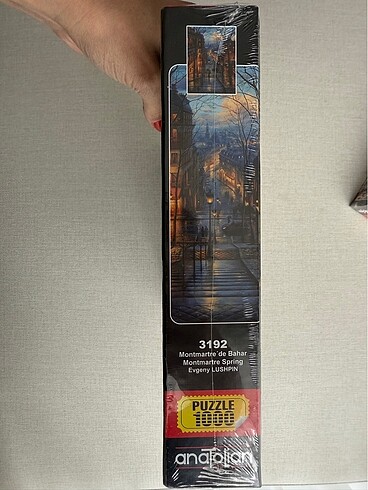 3192
Montmartre'de Bahar
Montmartre Spring
Evgeny LUSHPIN
PUZZLE
1000
anatolian